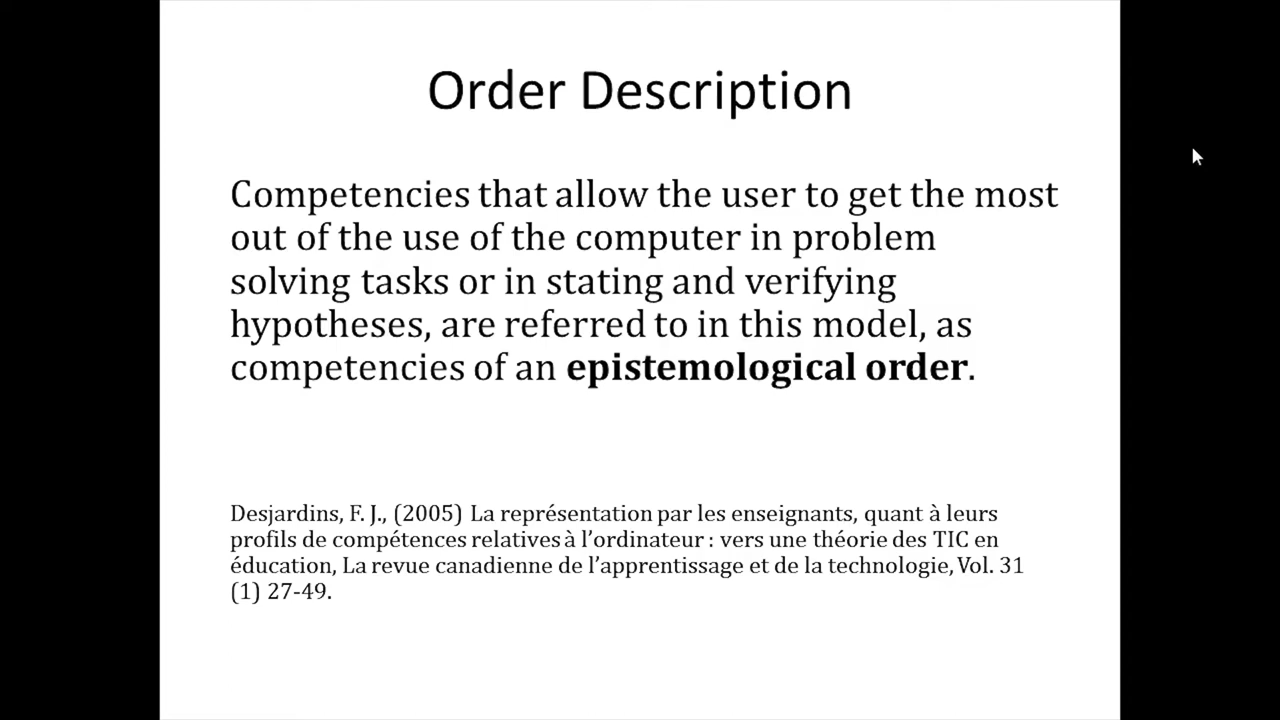 Order Description
Competencies that allow the user to get the most
out of the use of the computer in problem
solving tasks or in stating and verifying
hypotheses, are referred to in this model, as
competencies of an epistemological order.
Desjardins, F. J., (2005) La représentation par les enseignants, quant à leurs
profils de compétences relatives à l’ordinateur : vers une théorie des TIC en
éducation, La revue canadienne de l’apprentissage et de la technologie, Vol. 31
(1) 27-49.